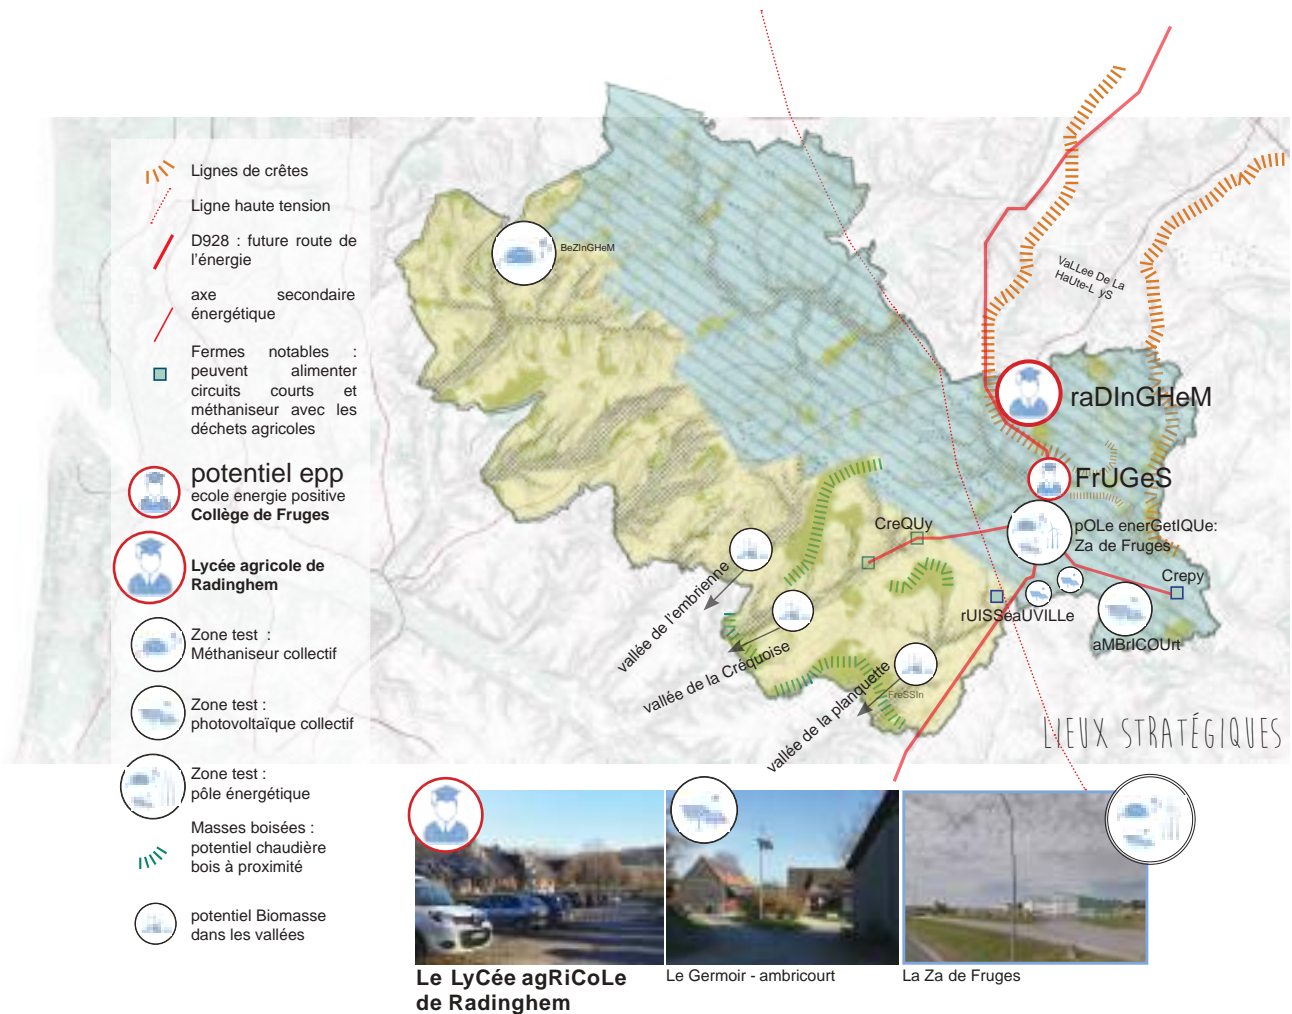 Lignes de crêtes
Ligne haute tension
D928 : future route de
l'énergie
axe secondaire
énergétique
Fermes notables :
peuvent alimenter
circuits courts et
méthaniseur avec les
déchets agricoles
potentiel epp
ecole energie positive
Collège de Fruges
Lycée agricole de
Radinghem
Zone test :
Méthaniseur collectif
Zone test :
photovoltaïque collectif
Zone test :
pôle énergétique
Masses boisées :
potentiel chaudière
bois à proximité
potentiel Biomasse
dans les vallées
BeZInGHeM
VaLLee De La
HaUte-L yS
raDInGHeM
FrUGeS
pOLe enerGetIQUe:
Za de Fruges
CreQUy
Crepy
rUISSeaUVILLe
aMBrICOUrt
vallée de l'embrienne
vallée de la Créquoise
vallée de la planquette
FreSSIn
LIEUX STRATÉGIQUES
Le LyCée agRiCoLe
de Radinghem
Le Germoir - ambricourt
La Za de Fruges